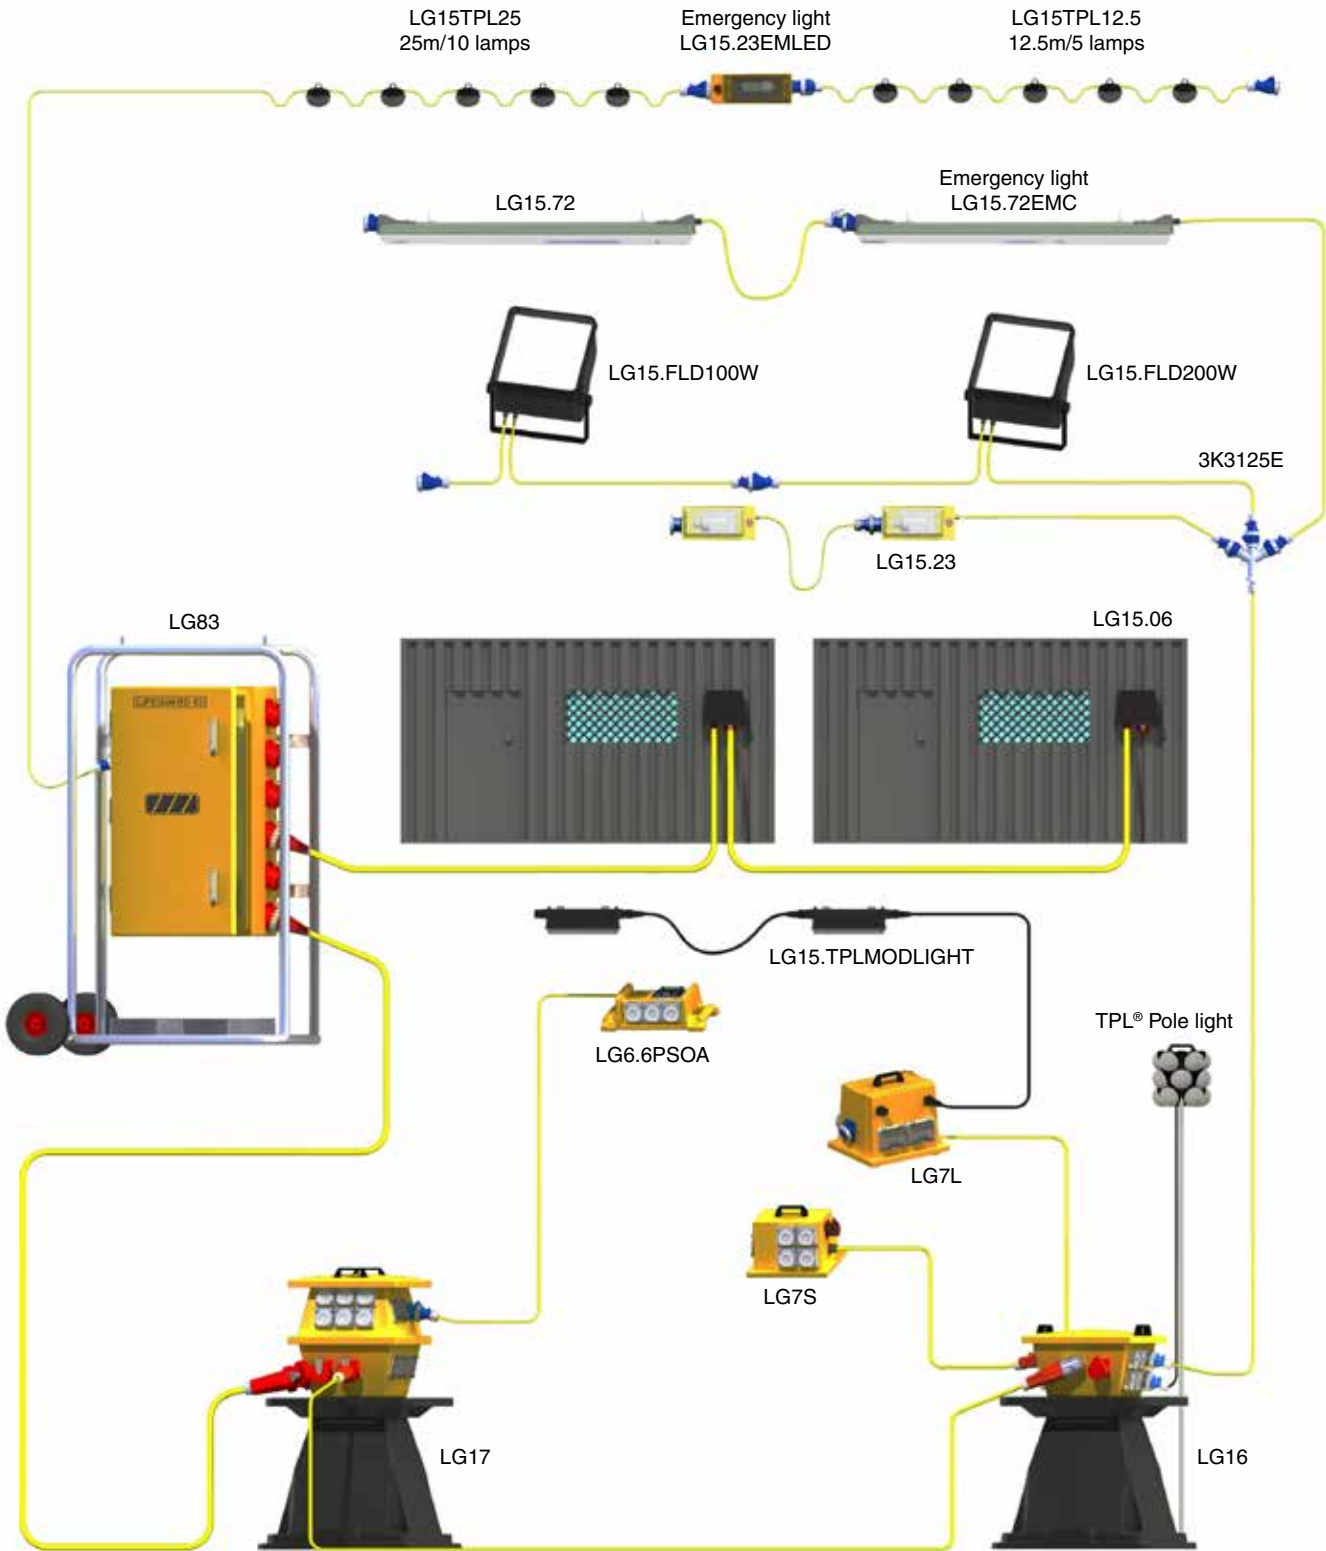 LG15TPL25
25m/10 lamps
Emergency light
LG15.23EMLED
LG15TPL12.5
12.5m/5 lamps
LG15.72
Emergency light
LG15.72EMC
LG15.FLD100W
LG15.FLD200W
3K3125E
LG15.23
LG83
LG15.06
LG15.TPLMODLIGHT
LG6.6PSOA
TPL® Pole light
LG7L
LG7S
LG17
LG16